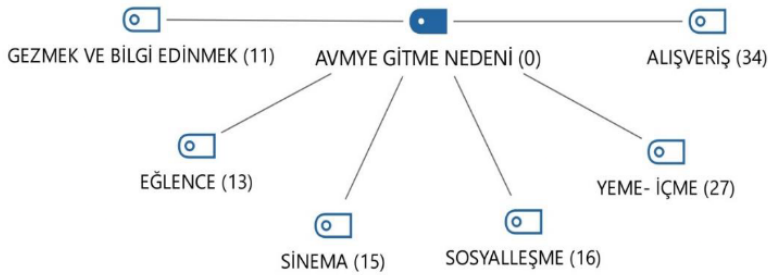 GEZMEK VE BİLGİ EDİNMEK (11)
AVMYE GİTME NEDENİ (0)
ALIŞVERİŞ (34)
EĞLENCE (13)
YEME- İÇME (27)
SİNEMA (15)
SOSYALLEŞME (16)